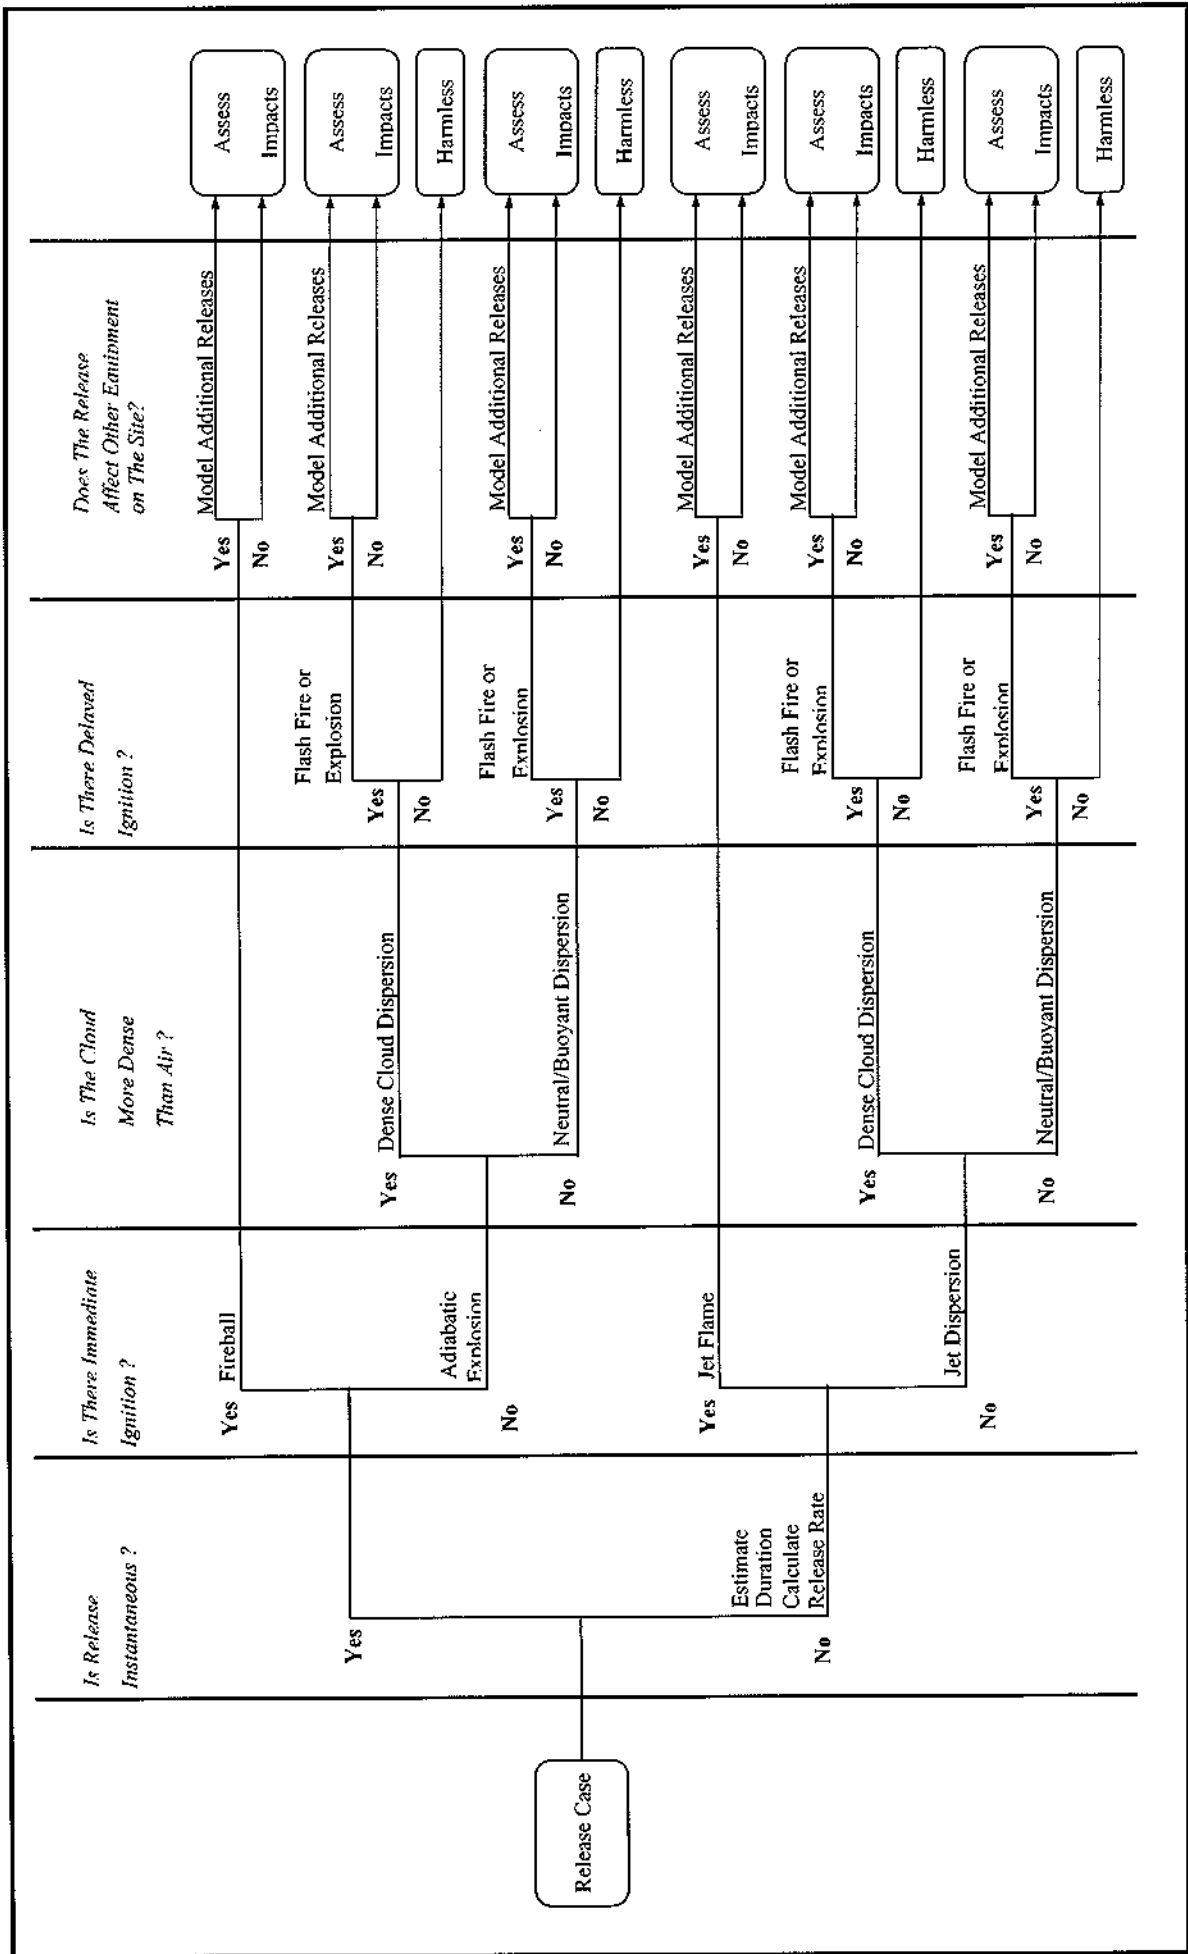 Release Case
Is Release
Instantaneous ?
Yes
No
Estimate
Duration
Calculate
Release Rate
Is There Immediate
Ignition ?
Yes
Fireball
No
Adiabatic
Explosion
Yes
Jet Flame
No
Jet Dispersion
Is The Cloud
More Dense
Than Air ?
Yes
Dense Cloud Dispersion
No
Neutral/Buoyant Dispersion
Yes
Dense Cloud Dispersion
No
Neutral/Buoyant Dispersion
Is There Delayed
Ignition ?
Flash Fire or
Explosion
Yes
No
Flash Fire or
Explosion
Yes
No
Flash Fire or
Explosion
Yes
No
Flash Fire or
Explosion
Yes
No
Does The Release
Affect Other Equipment
on The Site?
Yes
Model Additional Releases
No
Yes
Model Additional Releases
No
Yes
Model Additional Releases
No
Yes
Model Additional Releases
No
Yes
Model Additional Releases
No
Yes
Model Additional Releases
No
Assess
Impacts
Assess
Impacts
Harmless
Assess
Impacts
Harmless
Assess
Impacts
Assess
Impacts
Harmless
Assess
Impacts
Harmless